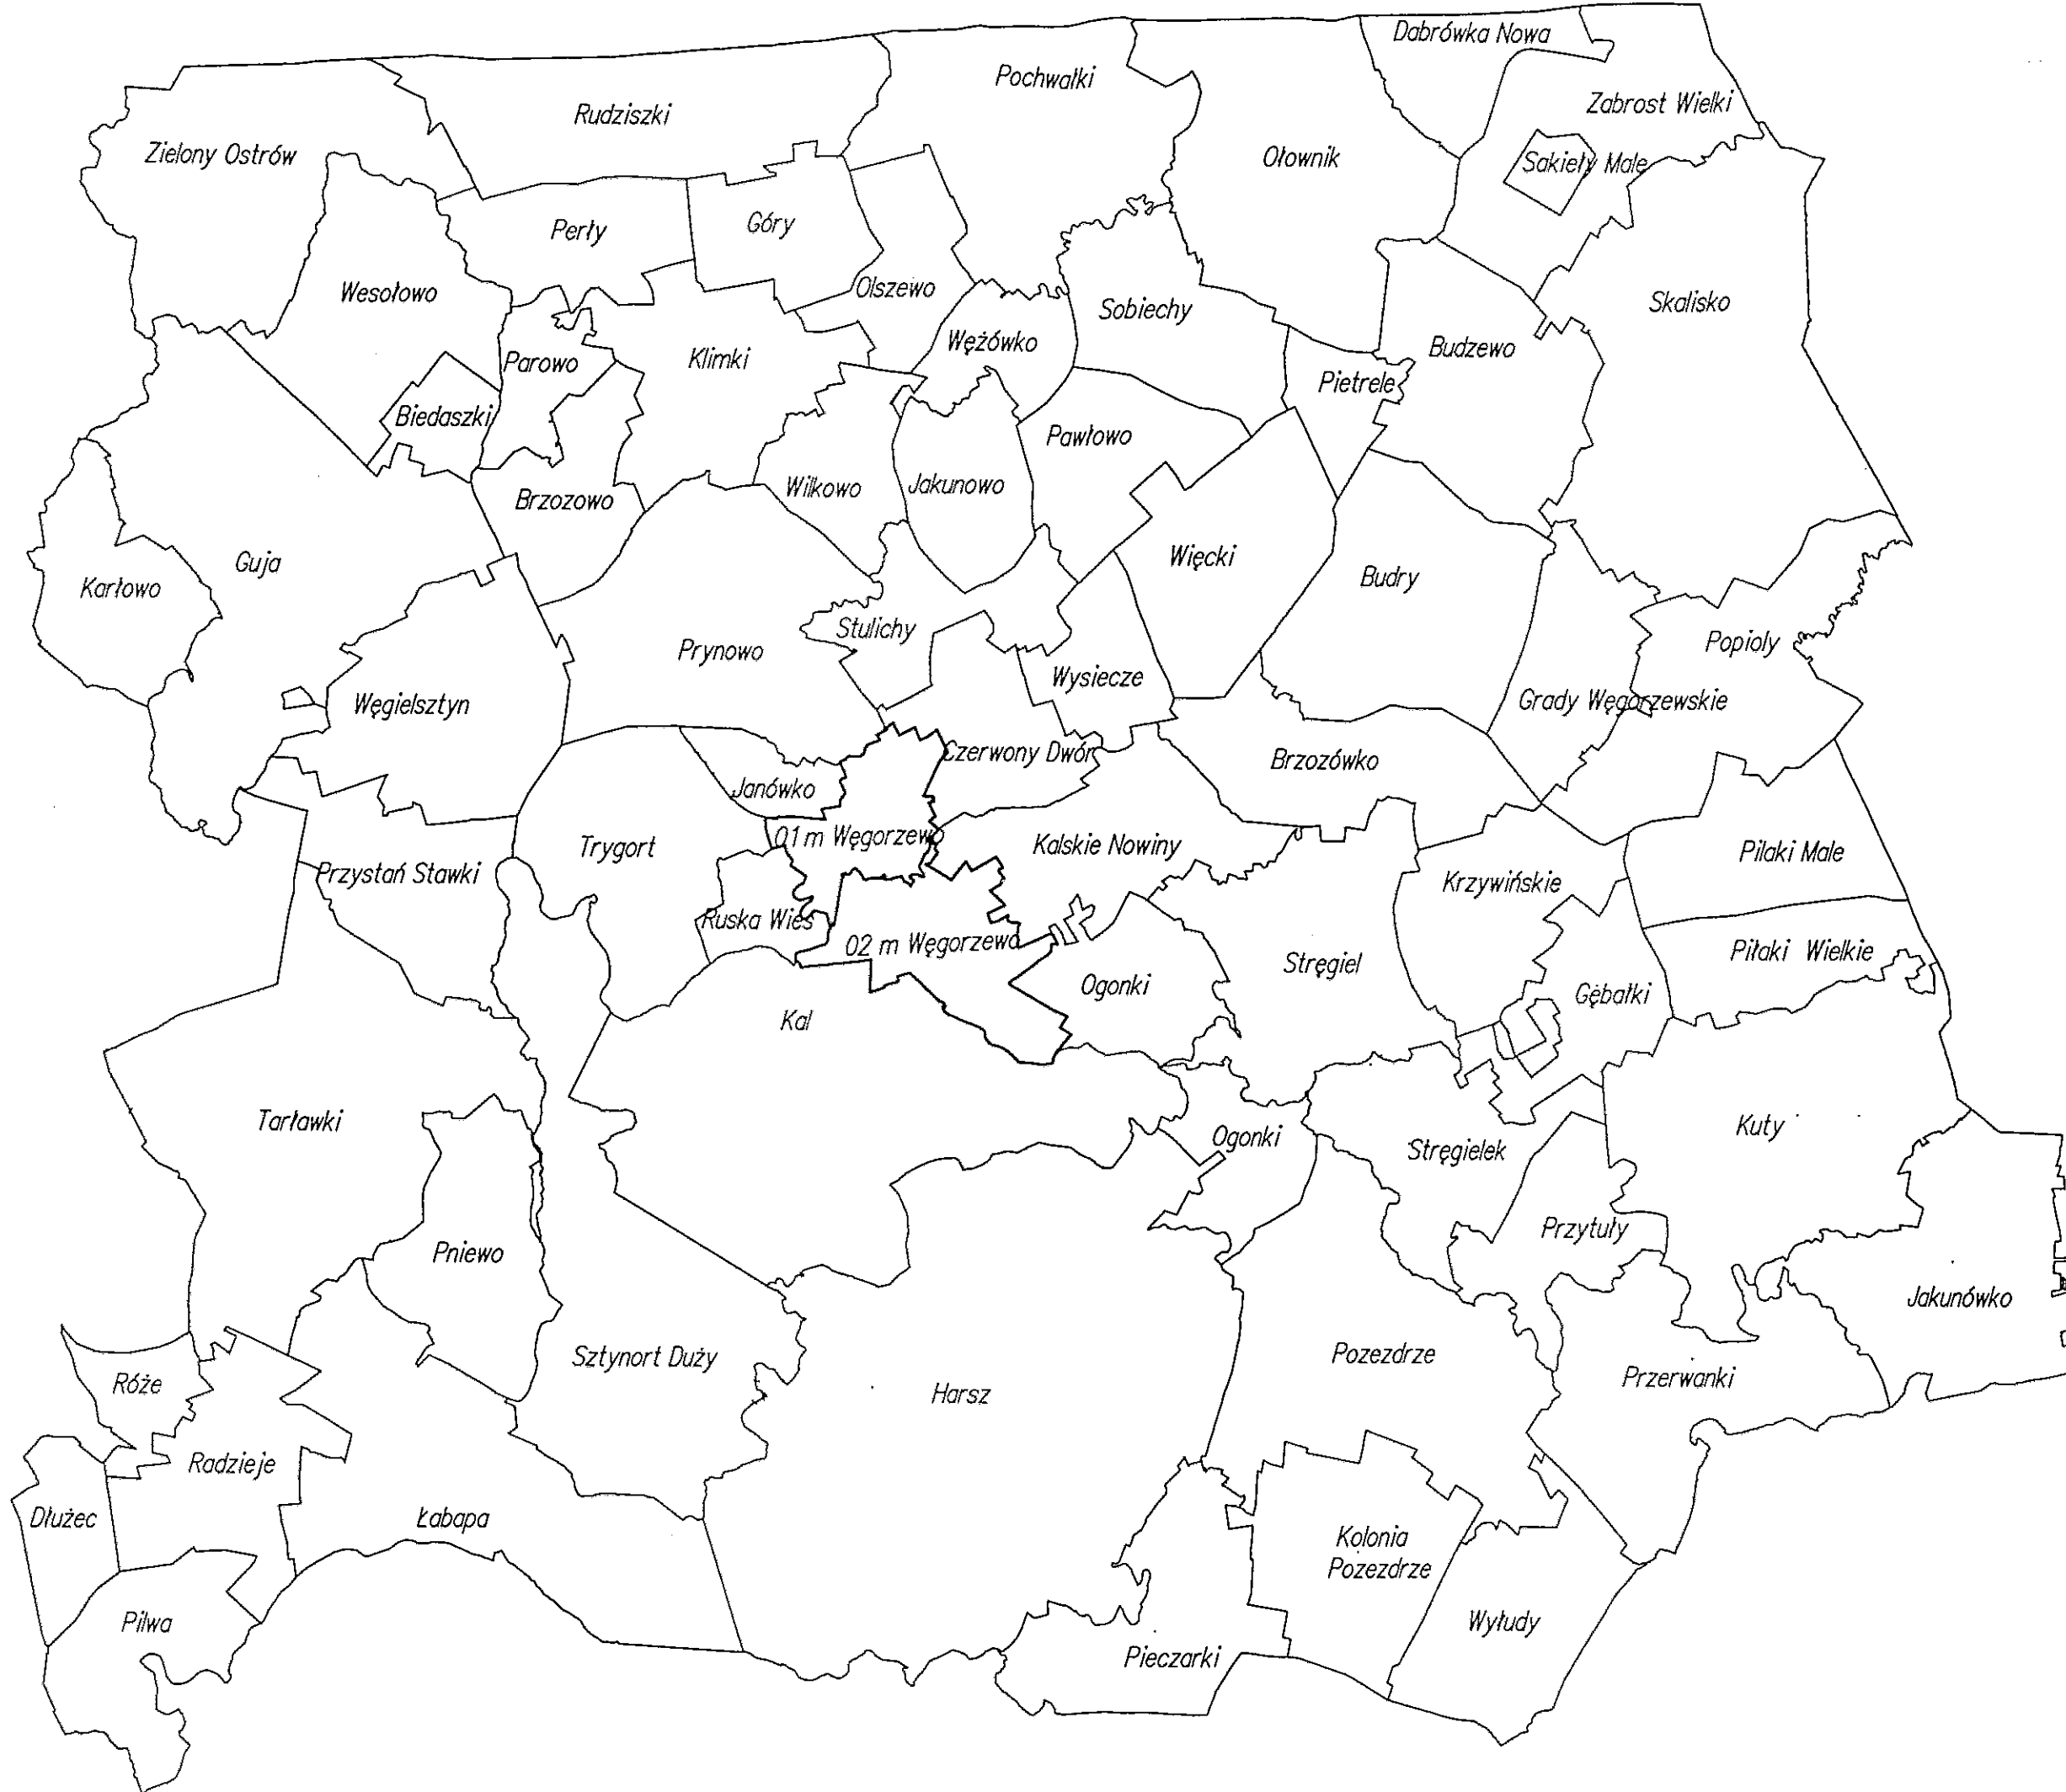 Dabrówka Nowa
Pochwałki
Zabrost Wielki
Rudziszki
Zielony Ostrów
Ołownik
Sakieły Małe
Perły
Góry
Wesołowo
Olszewo
Sobiechy
Skalisko
Wężówko
Budzewo
Parowo
Klimki
Pietrele
Biedaszki
Pawłowo
Wilkowo
Jakunowo
Brzozowo
Guja
Więcki
Budry
Karłowo
Stulichy
Prynowo
Popioly
Wysiecze
Węgielsztyn
Grady Węgorzewskie
Czerwony Dwór
Brzozówko
Janówko
01 m Węgorzewo
Trygort
Kalskie Nowiny
Piłaki Male
Przystań Stawki
Krzywińskie
Ruska Wieś
02 m Węgorzewo
Piłaki Wielkie
Stręgiel
Ogonki
Gębałki
Kal
Tarławki
Kuty
Ogonki
Stręgielek
Przytuły
Pniewo
Jakunówko
Sztynort Duży
Pozezdrze
Przerwanki
Róże
Harsz
Radzieje
Dłużec
Łabapa
Kolonia
Pozezdrze
Pilwa
Wyłudy
Pieczarki